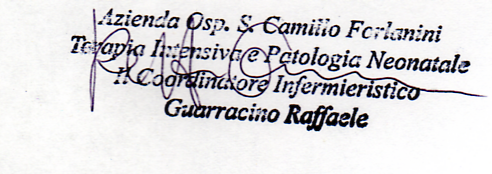 Azienda Osp. S. Camillo Forlanini
Terapia Intensiva e Patologia Neonatale
Il Coordinatore Infermieristico
Guarracino Raffaele